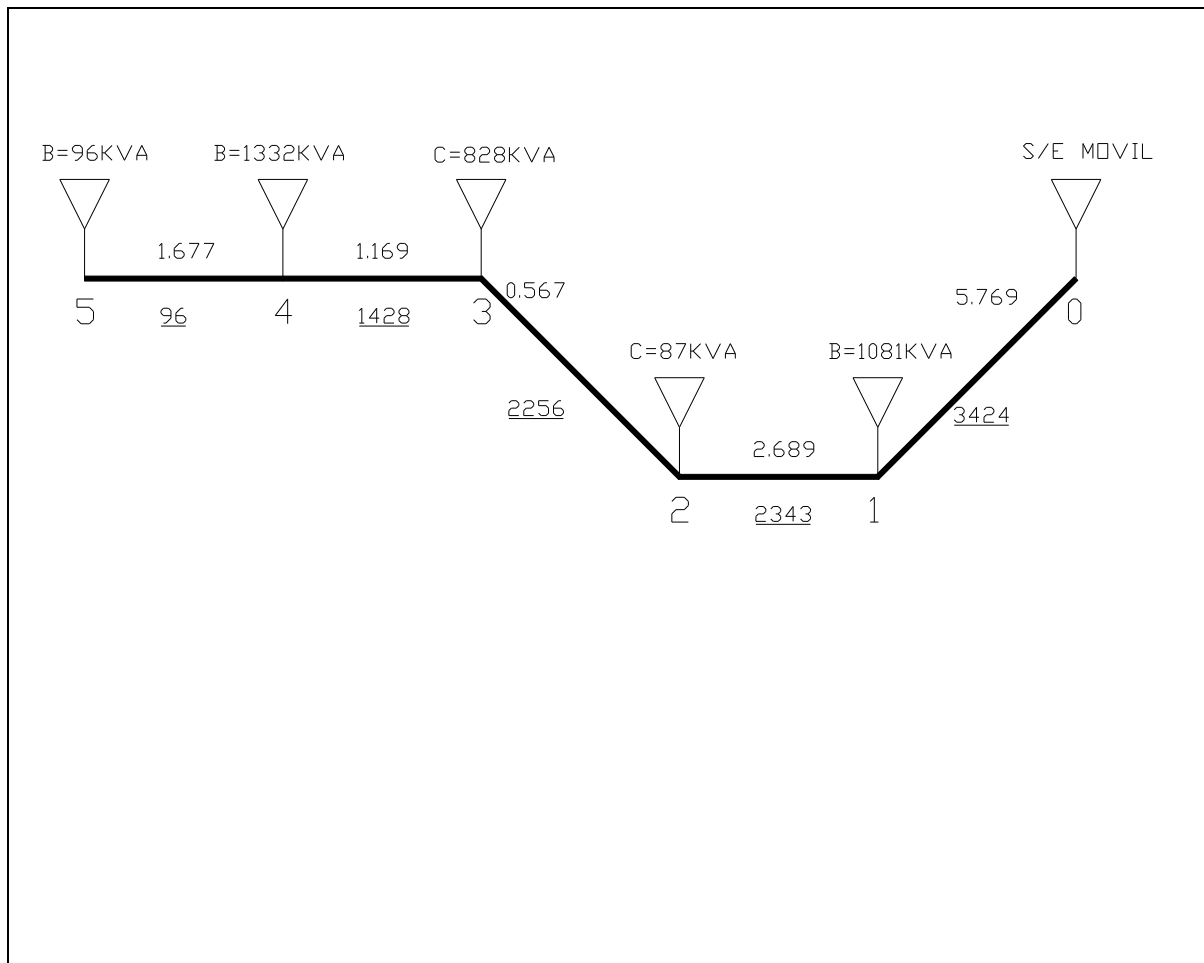 B=96KVA B=1332KVA C=828KVA S/E MOVIL
1.677 1.169 0.567 5.769
5 96 4 1428 3 0
C=87KVA B=1081KVA
2256 3424
2.689
2 2343 1